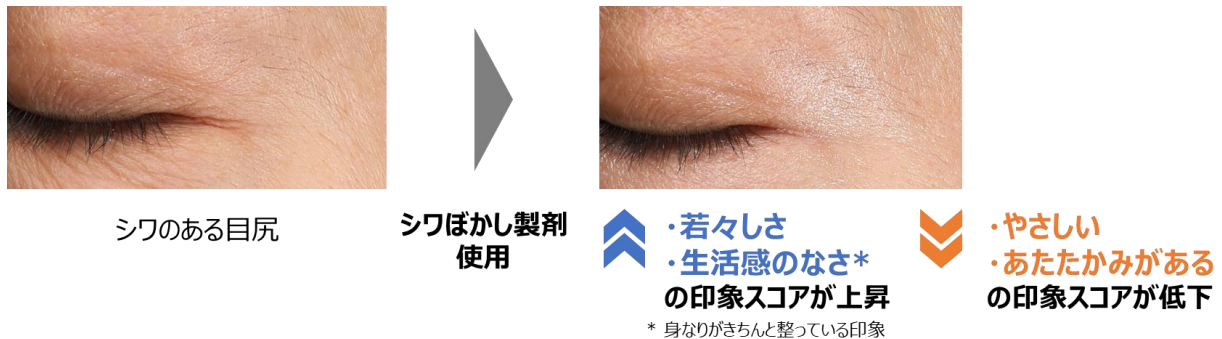 シワのある目尻
シワぼかし製剤
使用
・若々しさ
・生活感のなさ*
の印象スコアが上昇
* 身なりがきちんと整っている印象
・やさしい
・あたたかみがある
の印象スコアが低下